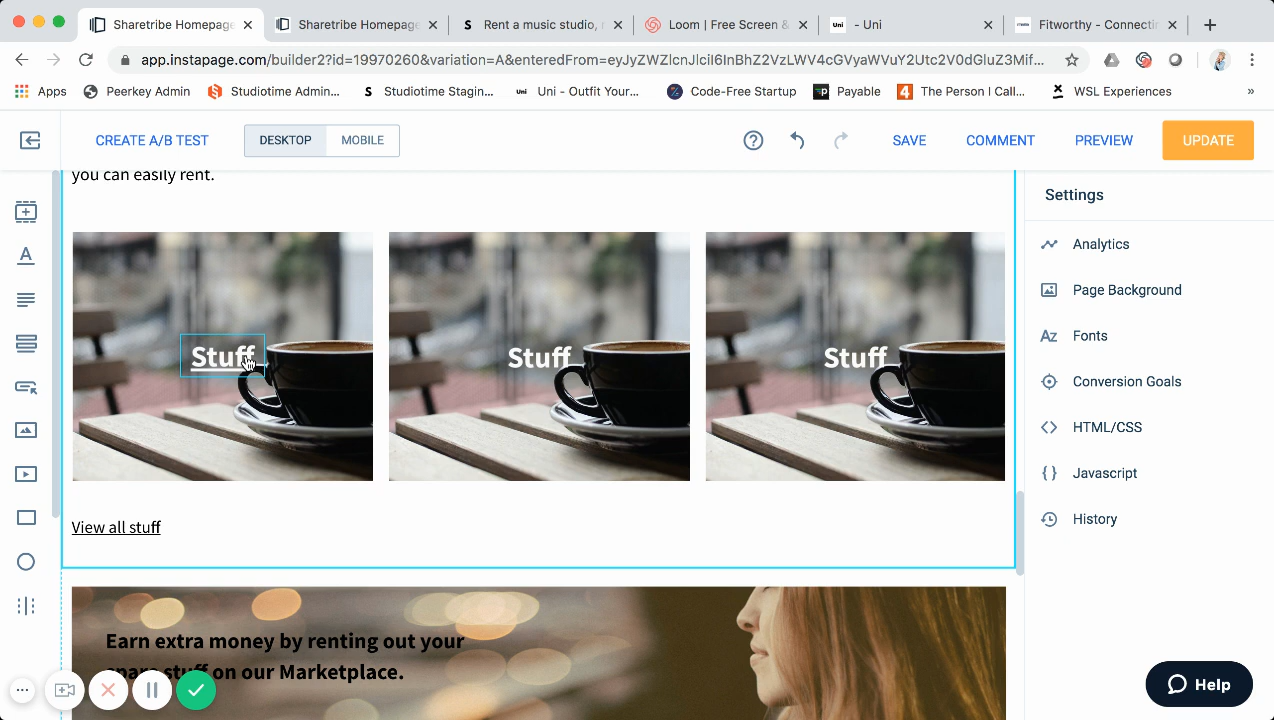 Sharetribe Homepage
Sharetribe Homepage
S Rent a music studio, r
Loom | Free Screen &
Uni - Uni
Fitworthy - Connectin
app.instapage.com/builder2?id=19970260&variation=A&enteredFrom=eyJyZWZlcnJlciI6InBhZ2VzLWV4cGVyaWVuY2Utc2V0dGluZ3Mif...
Apps
Peerkey Admin
Studiotime Admin...
S Studiotime Stagin...
Uni Uni - Outfit Your...
Code-Free Startup
Payable
4 The Person I Call...
WSL Experiences
»
CREATE A/B TEST
DESKTOP
MOBILE
SAVE
COMMENT
PREVIEW
UPDATE
you can easily rent.
Stuff
Stuff
Stuff
View all stuff
Earn extra money by renting out your
spare stuff on our Marketplace.
Settings
Analytics
Page Background
Az Fonts
Conversion Goals
HTML/CSS
Javascript
History
Help